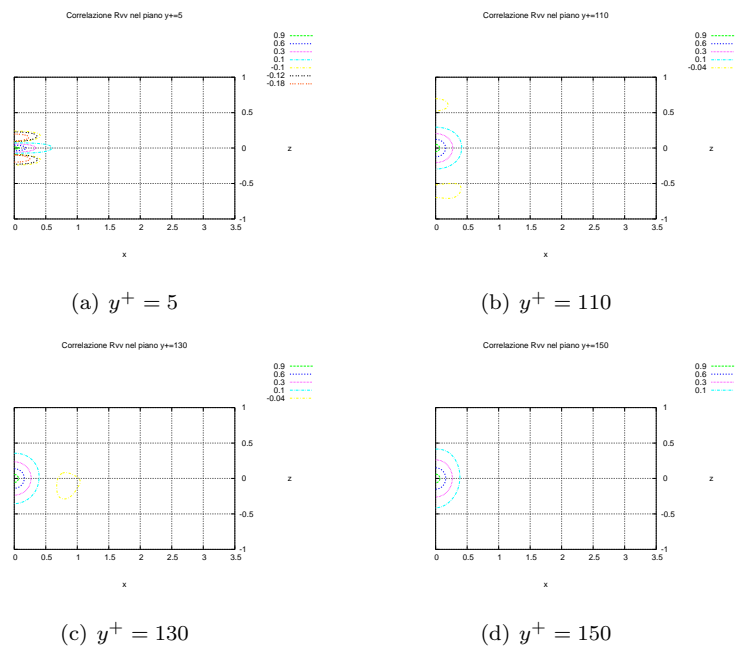 Correlazione Rvv nel piano y+=5
0.9
0.6
0.3
0.1
-0.1
-0.12
-0.18
1
0.5
0
-0.5
-1
z
0 0.5 1 1.5 2 2.5 3 3.5
x
(a) y+ = 5
Correlazione Rvv nel piano y+=110
0.9
0.6
0.3
0.1
-0.04
1
0.5
0
-0.5
-1
z
0 0.5 1 1.5 2 2.5 3 3.5
x
(b) y+ = 110
Correlazione Rvv nel piano y+=130
0.9
0.6
0.3
0.1
-0.04
1
0.5
0
-0.5
-1
z
0 0.5 1 1.5 2 2.5 3 3.5
x
(c) y+ = 130
Correlazione Rvv nel piano y+=150
0.9
0.6
0.3
0.1
1
0.5
0
-0.5
-1
z
0 0.5 1 1.5 2 2.5 3 3.5
x
(d) y+ = 150